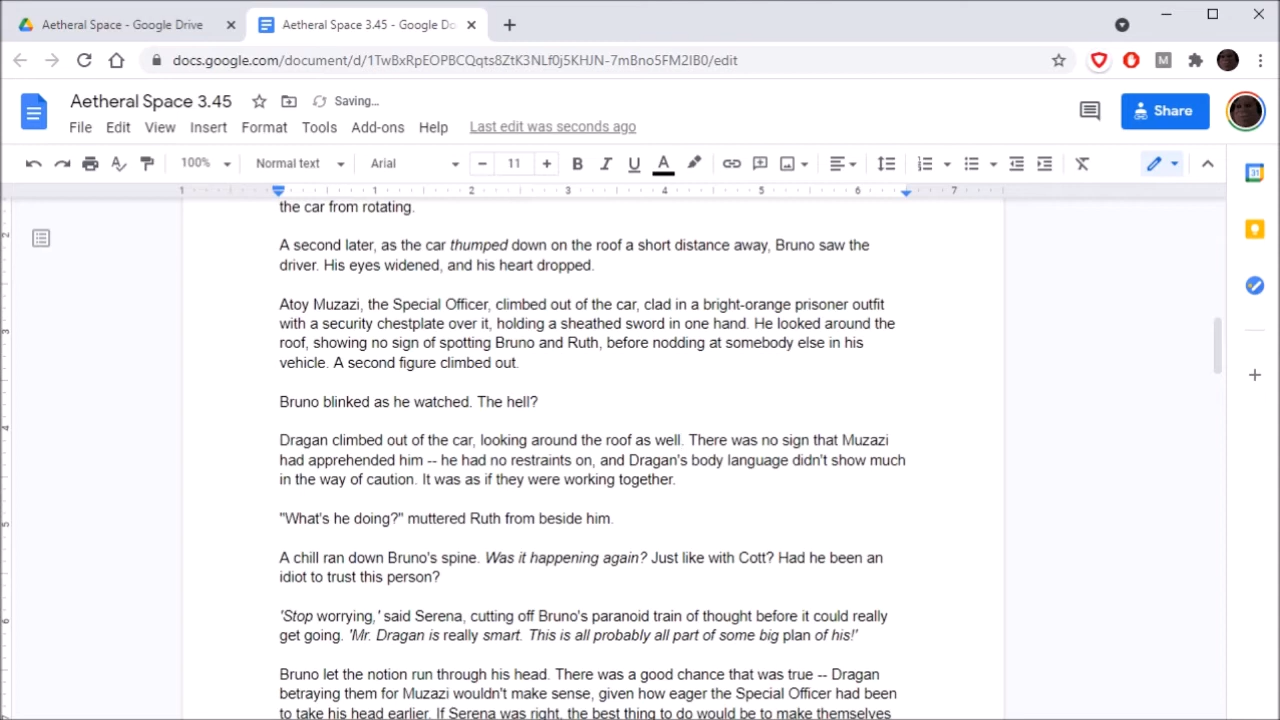 Aetheral Space - Google Drive
Aetheral Space 3.45 - Google Do
docs.google.com/document/d/1TwBxRpEOPBCQqts8ZtK3NLf0j5KHJN-7mBno5FM2IB0/edit
Aetheral Space 3.45
Saving...
Share
File Edit View Insert Format Tools Add-ons Help Last edit was seconds ago
100% Normal text Arial 11
1 1 2 3 4 5 6 7
the car from rotating.
A second later, as the car thumped down on the roof a short distance away, Bruno saw the
driver. His eyes widened, and his heart dropped.
Atoy Muzazi, the Special Officer, climbed out of the car, clad in a bright-orange prisoner outfit
with a security chestplate over it, holding a sheathed sword in one hand. He looked around the
roof, showing no sign of spotting Bruno and Ruth, before nodding at somebody else in his
vehicle. A second figure climbed out.
Bruno blinked as he watched. The hell?
Dragan climbed out of the car, looking around the roof as well. There was no sign that Muzazi
had apprehended him -- he had no restraints on, and Dragan's body language didn't show much
in the way of caution. It was as if they were working together.
"What's he doing?" muttered Ruth from beside him.
A chill ran down Bruno's spine. Was it happening again? Just like with Cott? Had he been an
idiot to trust this person?
'Stop worrying,' said Serena, cutting off Bruno's paranoid train of thought before it could really
get going. 'Mr. Dragan is really smart. This is all probably all part of some big plan of his!'
Bruno let the notion run through his head. There was a good chance that was true -- Dragan
betraying them for Muzazi wouldn't make sense, given how eager the Special Officer had been
to take his head earlier. If Serena was right, the best thing to do would be to make themselves